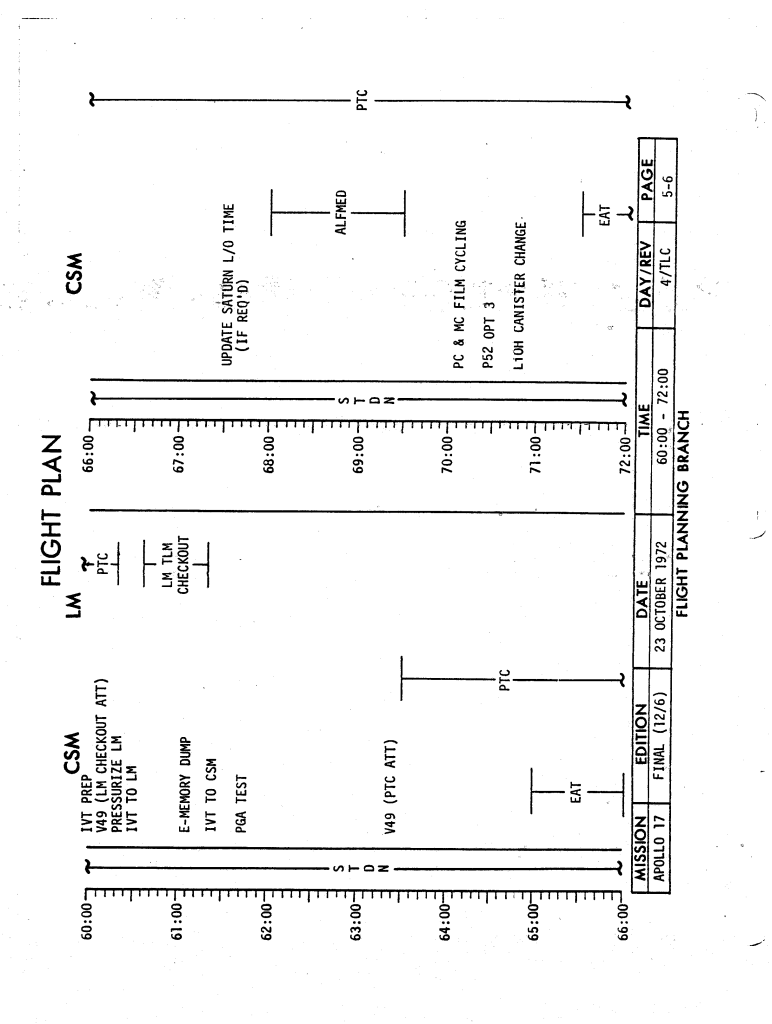 FLIGHT PLAN
CSM
LM
CSM
60:00
61:00
62:00
63:00
64:00
65:00
66:00
S T D N
IVT PREP
V49 (LM CHECKOUT ATT)
PRESSURIZE LM
IVT TO LM
E-MEMORY DUMP
IVT TO CSM
PGA TEST
V49 (PTC ATT)
EAT
PTC
PTC
LM TLM
CHECKOUT
66:00
67:00
68:00
69:00
70:00
71:00
72:00
S T D N
UPDATE SATURN L/O TIME
(IF REQ'D)
PC & MC FILM CYCLING
P52 OPT 3
LiOH CANISTER CHANGE
ALFMED
EAT
PTC
MISSION EDITION DATE TIME DAY/REV PAGE
APOLLO 17 FINAL (12/6) 23 OCTOBER 1972 60:00 - 72:00 4/TLC 5-6
FLIGHT PLANNING BRANCH